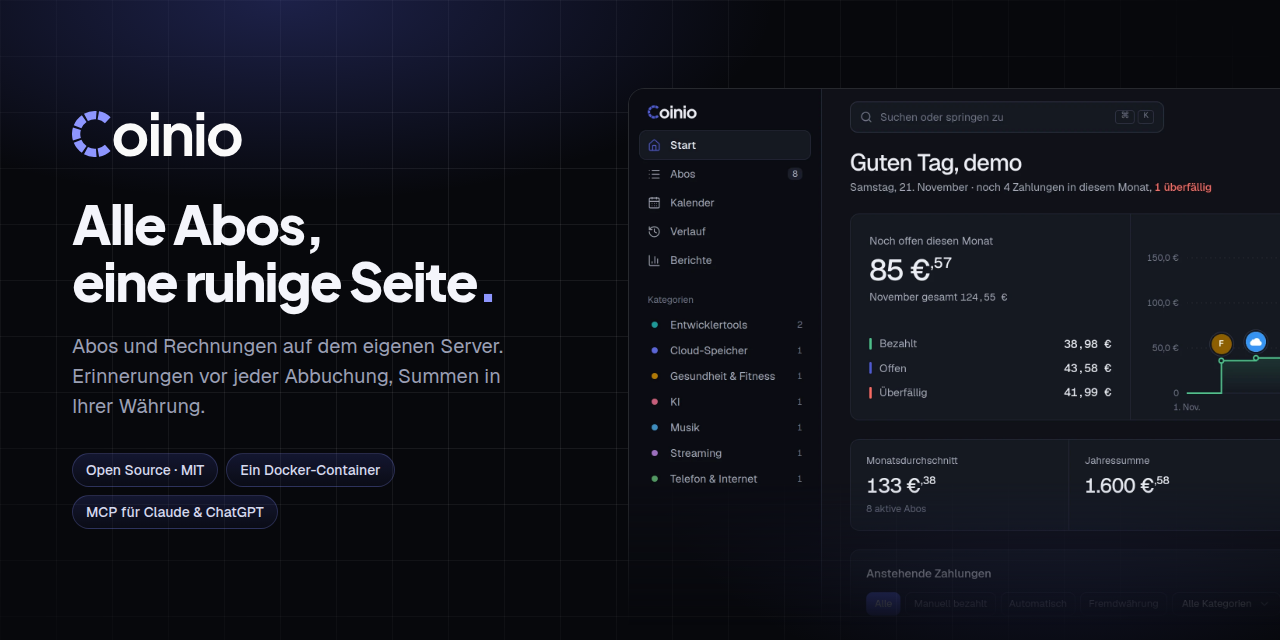 Coinio
Alle Abos,
eine ruhige Seite.
Abos und Rechnungen auf dem eigenen Server.
Erinnerungen vor jeder Abbuchung, Summen in
Ihrer Währung.
Open Source · MIT
Ein Docker-Container
MCP für Claude & ChatGPT
Coinio
Start
Abos 8
Kalender
Verlauf
Berichte
Kategorien
Entwicklertools 2
Cloud-Speicher 1
Gesundheit & Fitness 1
KI 1
Musik 1
Streaming 1
Telefon & Internet 1
Suchen oder springen zu ⌘ K
Guten Tag, demo
Samstag, 21. November · noch 4 Zahlungen in diesem Monat, 1 überfällig
Noch offen diesen Monat
85 €,57
November gesamt 124,55 €
Bezahlt 38,98 €
Offen 43,58 €
Überfällig 41,99 €
150,0 €
100,0 €
50,0 €
0
F
1. Nov.
Monatsdurchschnitt
133 €,38
8 aktive Abos
Jahressumme
1.600 €,58
Anstehende Zahlungen
Alle
Manuell bezahlt
Automatisch
Fremdwährung
Alle Kategorien